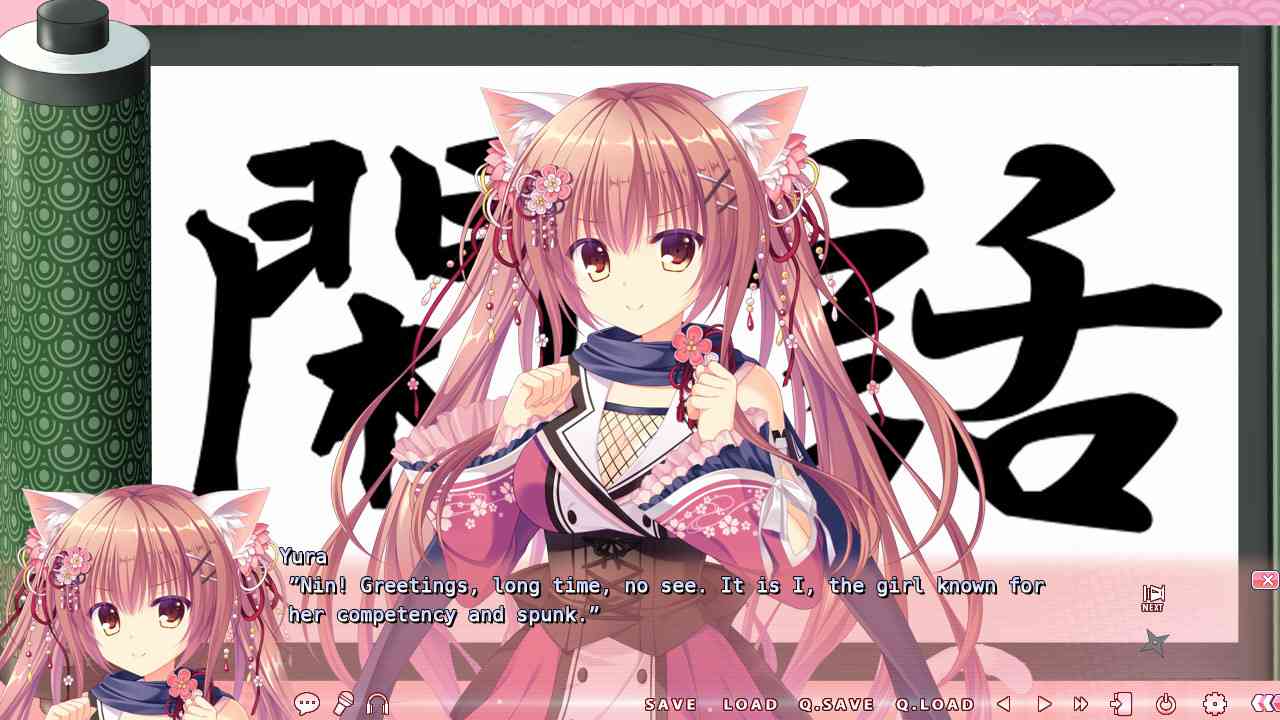 閑話
Yura
”Nin! Greetings, long time, no see. It is I, the girl known for
her competency and spunk.”
NEXT
SAVE LOAD Q.SAVE Q.LOAD